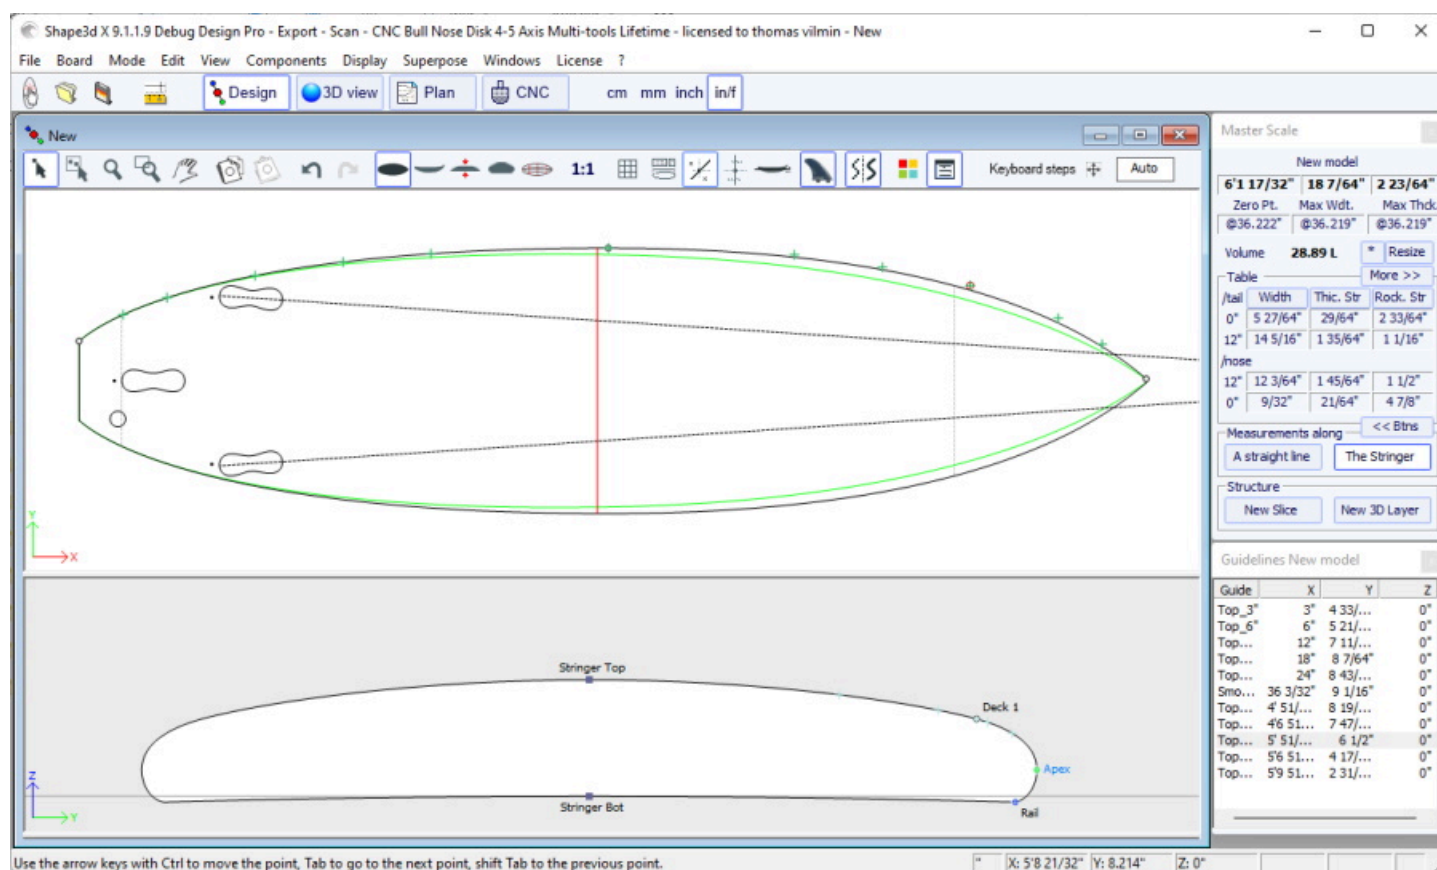 Shape3d X 9.1.1.9 Debug Design Pro - Export - Scan - CNC Bull Nose Disk 4-5 Axis Multi-tools Lifetime - licensed to thomas vilmin - New
File Board Mode Edit View Components Display Superpose Windows License ?
Design 3D view Plan CNC cm mm inch in/f
New
1:1 Keyboard steps Auto
Stringer Top
Deck 1
Apex
Stringer Bot
Rail
Z
Y
Y
X
Master Scale
New model
6'1 17/32" 18 7/64" 2 23/64"
Zero Pt. Max Wdt. Max Thck
@36.222" @36.219" @36.219"
Volume 28.89 L * Resize
Table More >>
/tail Width Thic. Str Rock. Str
0" 5 27/64" 29/64" 2 33/64"
12" 14 5/16" 1 35/64" 1 1/16"
/nose
12" 12 3/64" 1 45/64" 1 1/2"
0" 9/32" 21/64" 4 7/8"
<< Btns
Measurements along
A straight line The Stringer
Structure
New Slice New 3D Layer
Guidelines New model
Guide X Y Z
Top_3" 3" 4 33/... 0"
Top_6" 6" 5 21/... 0"
Top... 12" 7 11/... 0"
Top... 18" 8 7/64" 0"
Top... 24" 8 43/... 0"
Smo... 36 3/32" 9 1/16" 0"
Top... 4' 51/... 8 19/... 0"
Top... 4'6 51... 7 47/... 0"
Top... 5' 51/... 6 1/2" 0"
Top... 5'6 51... 4 17/... 0"
Top... 5'9 51... 2 31/... 0"
Use the arrow keys with Ctrl to move the point, Tab to go to the next point, shift Tab to the previous point.
" X: 5'8 21/32" Y: 8.214" Z: 0"